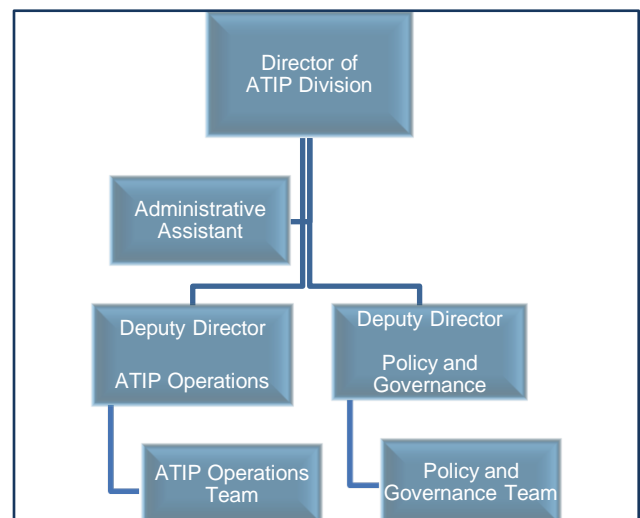 Director of
ATIP Division
Administrative
Assistant
Deputy Director
ATIP Operations
Deputy Director
Policy and
Governance
ATIP Operations
Team
Policy and
Governance Team